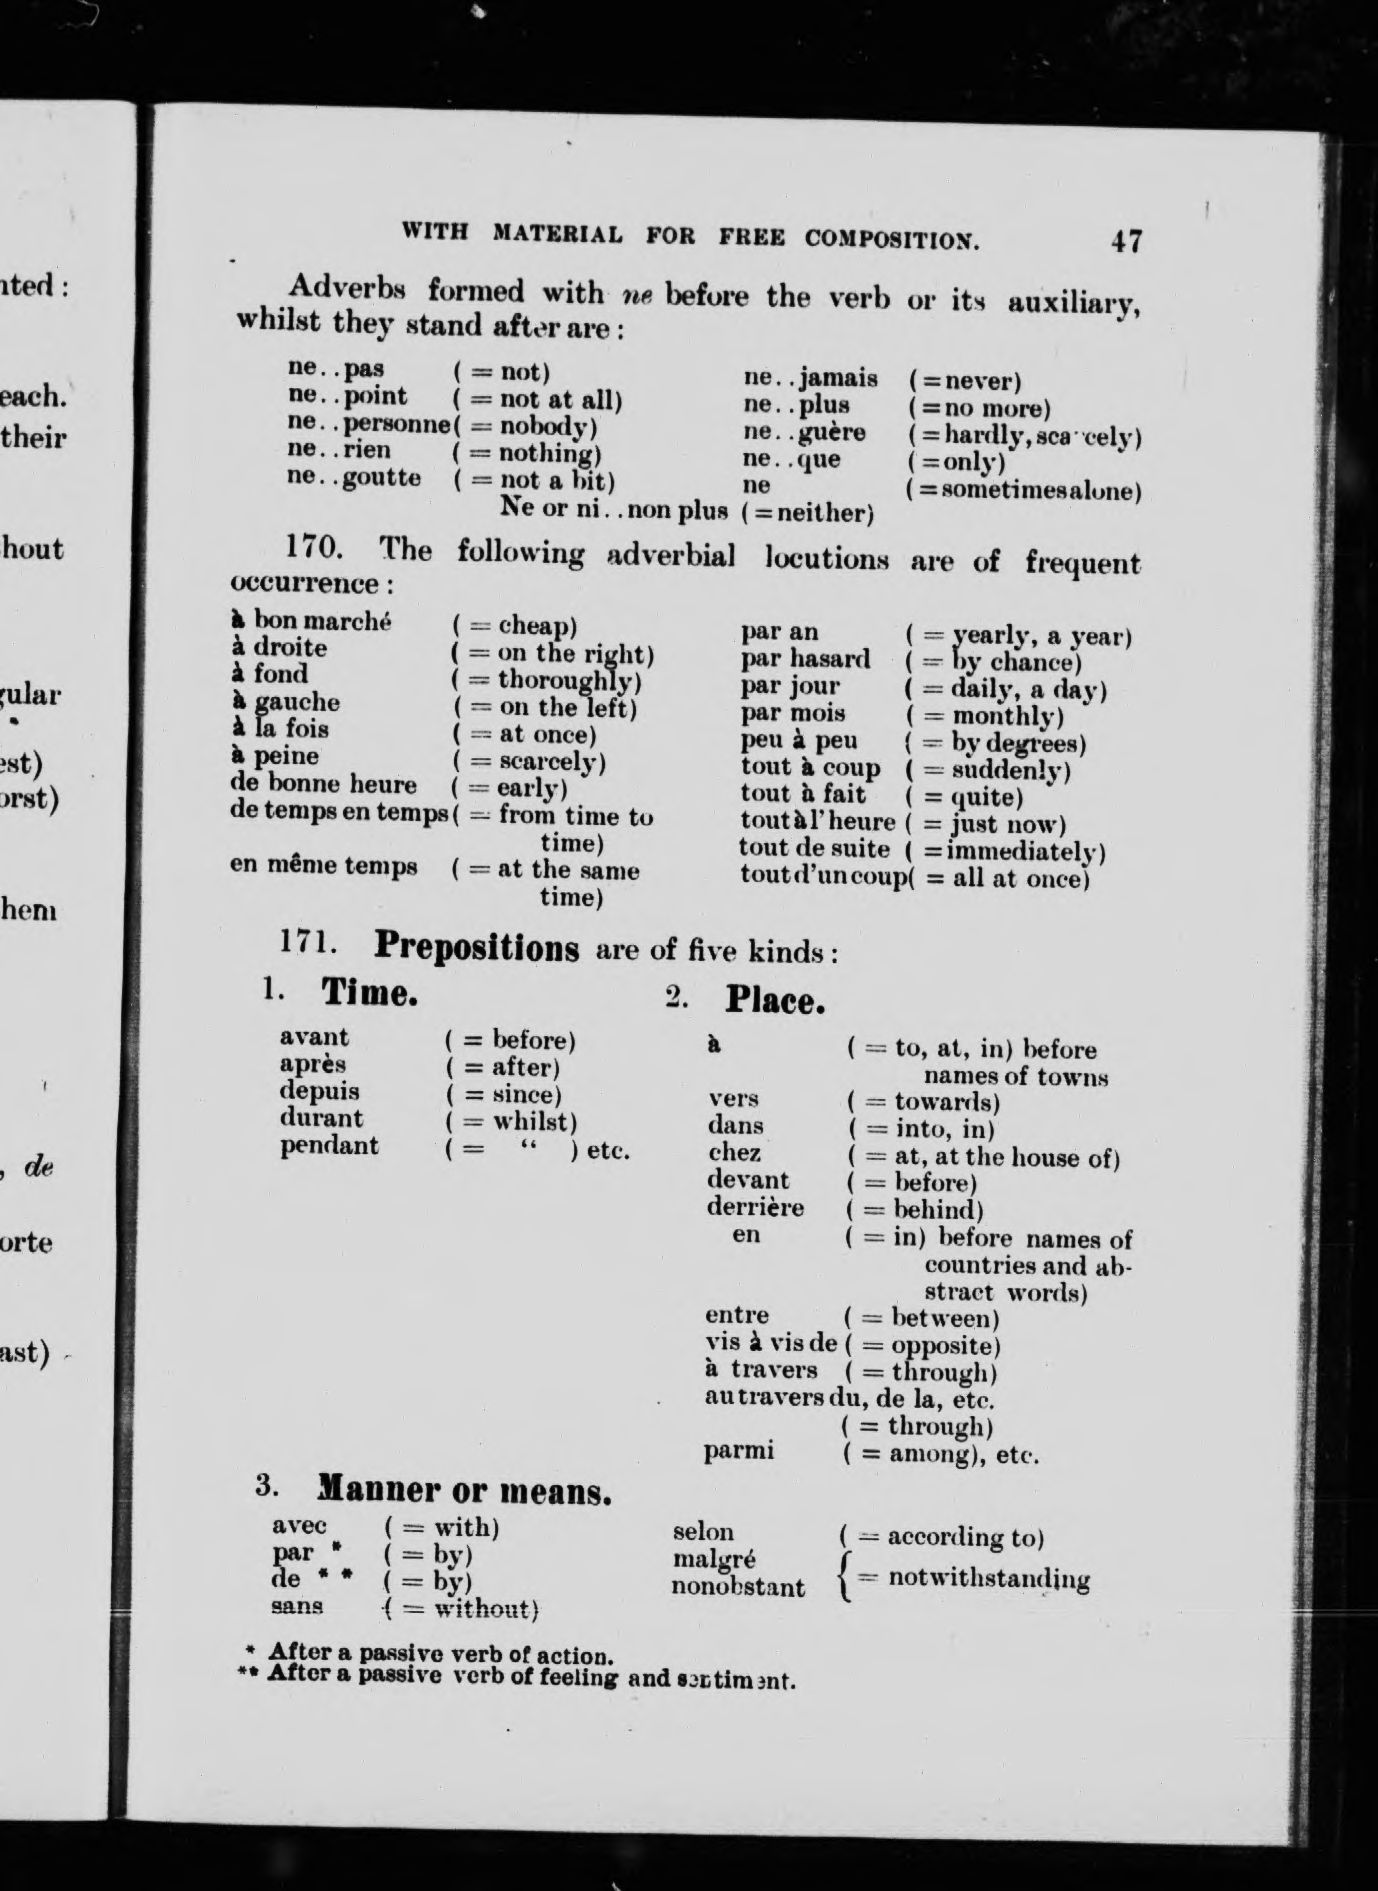 WITH MATERIAL FOR FREE COMPOSITION. 47
Adverbs formed with ne before the verb or its auxiliary,
whilst they stand after are :
ne. . pas ( = not)
ne. . point ( = not at all)
ne. . personne ( = nobody)
ne. . rien ( = nothing)
ne. . goutte ( = not a bit)
ne. . jamais ( = never)
ne. . plus ( = no more)
ne. . guère ( = hardly, scarcely)
ne. . que ( = only)
ne ( = sometimes alone)
Ne or ni. . non plus ( = neither)
170. The following adverbial locutions are of frequent
occurrence :
à bon marché ( = cheap)
à droite ( = on the right)
à fond ( = thoroughly)
à gauche ( = on the left)
à la fois ( = at once)
à peine ( = scarcely)
de bonne heure ( = early)
de temps en temps ( = from time to
time)
en même temps ( = at the same
time)
par an ( = yearly, a year)
par hasard ( = by chance)
par jour ( = daily, a day)
par mois ( = monthly)
peu à peu ( = by degrees)
tout à coup ( = suddenly)
tout à fait ( = quite)
tout à l'heure ( = just now)
tout de suite ( = immediately)
tout d'un coup ( = all at once)
171. Prepositions are of five kinds :
1. Time.
avant ( = before)
après ( = after)
depuis ( = since)
durant ( = whilst)
pendant ( = “ ) etc.
2. Place.
à ( = to, at, in) before
names of towns
vers ( = towards)
dans ( = into, in)
chez ( = at, at the house of)
devant ( = before)
derrière ( = behind)
en ( = in) before names of
countries and ab-
stract words)
entre ( = between)
vis à vis de ( = opposite)
à travers ( = through)
au travers du, de la, etc.
( = through)
parmi ( = among), etc.
3. Manner or means.
avec ( = with)
par * ( = by)
de * * ( = by)
sans ( = without)
selon ( = according to)
malgré
nonobstant { = notwithstanding
* After a passive verb of action.
** After a passive verb of feeling and sentiment.
each.
their
, de